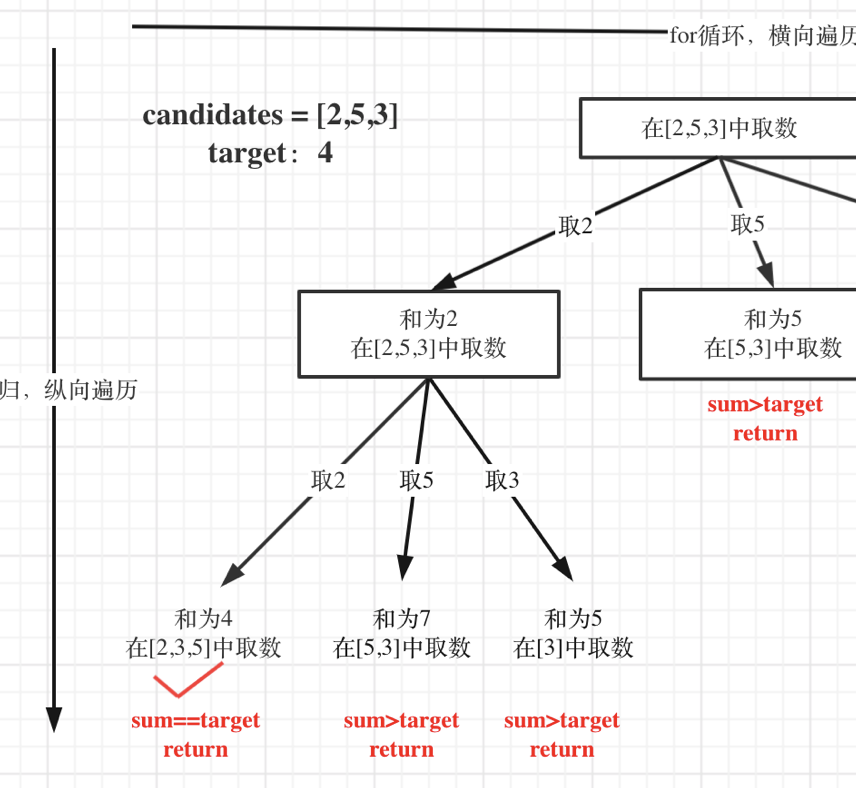 for循环，横向遍历
candidates = [2,5,3]
target：4
在[2,5,3]中取数
取2
取5
和为2
在[2,5,3]中取数
和为5
在[5,3]中取数
归，纵向遍历
sum>target
return
取2
取5
取3
和为4
在[2,3,5]中取数
和为7
在[5,3]中取数
和为5
在[3]中取数
sum==target
return
sum>target
return
sum>target
return